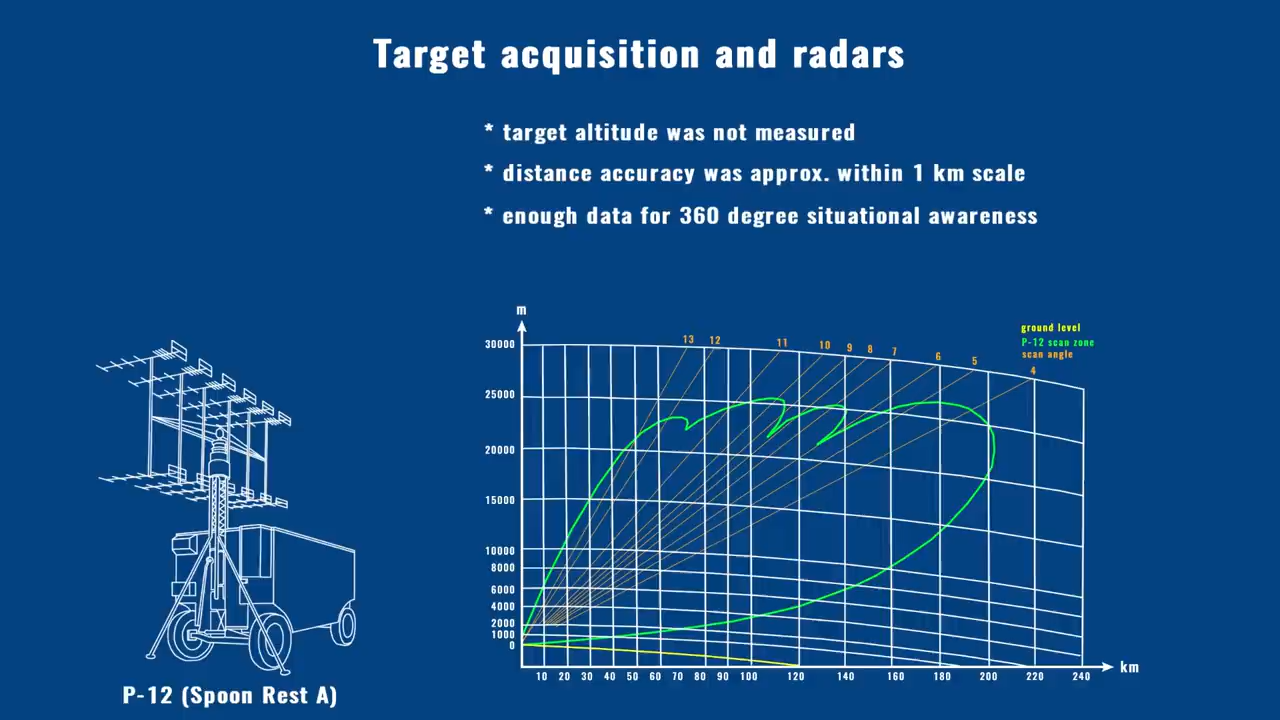 Target acquisition and radars
* target altitude was not measured
* distance accuracy was approx. within 1 km scale
* enough data for 360 degree situational awareness
m
ground level
P-12 scan zone
scan angle
13 12 11 10 9 8 7 6 5 4
30000
25000
20000
15000
10000
8000
6000
4000
2000
1000
0
10 20 30 40 50 60 70 80 90 100 120 140 160 180 200 220 240
km
P-12 (Spoon Rest A)